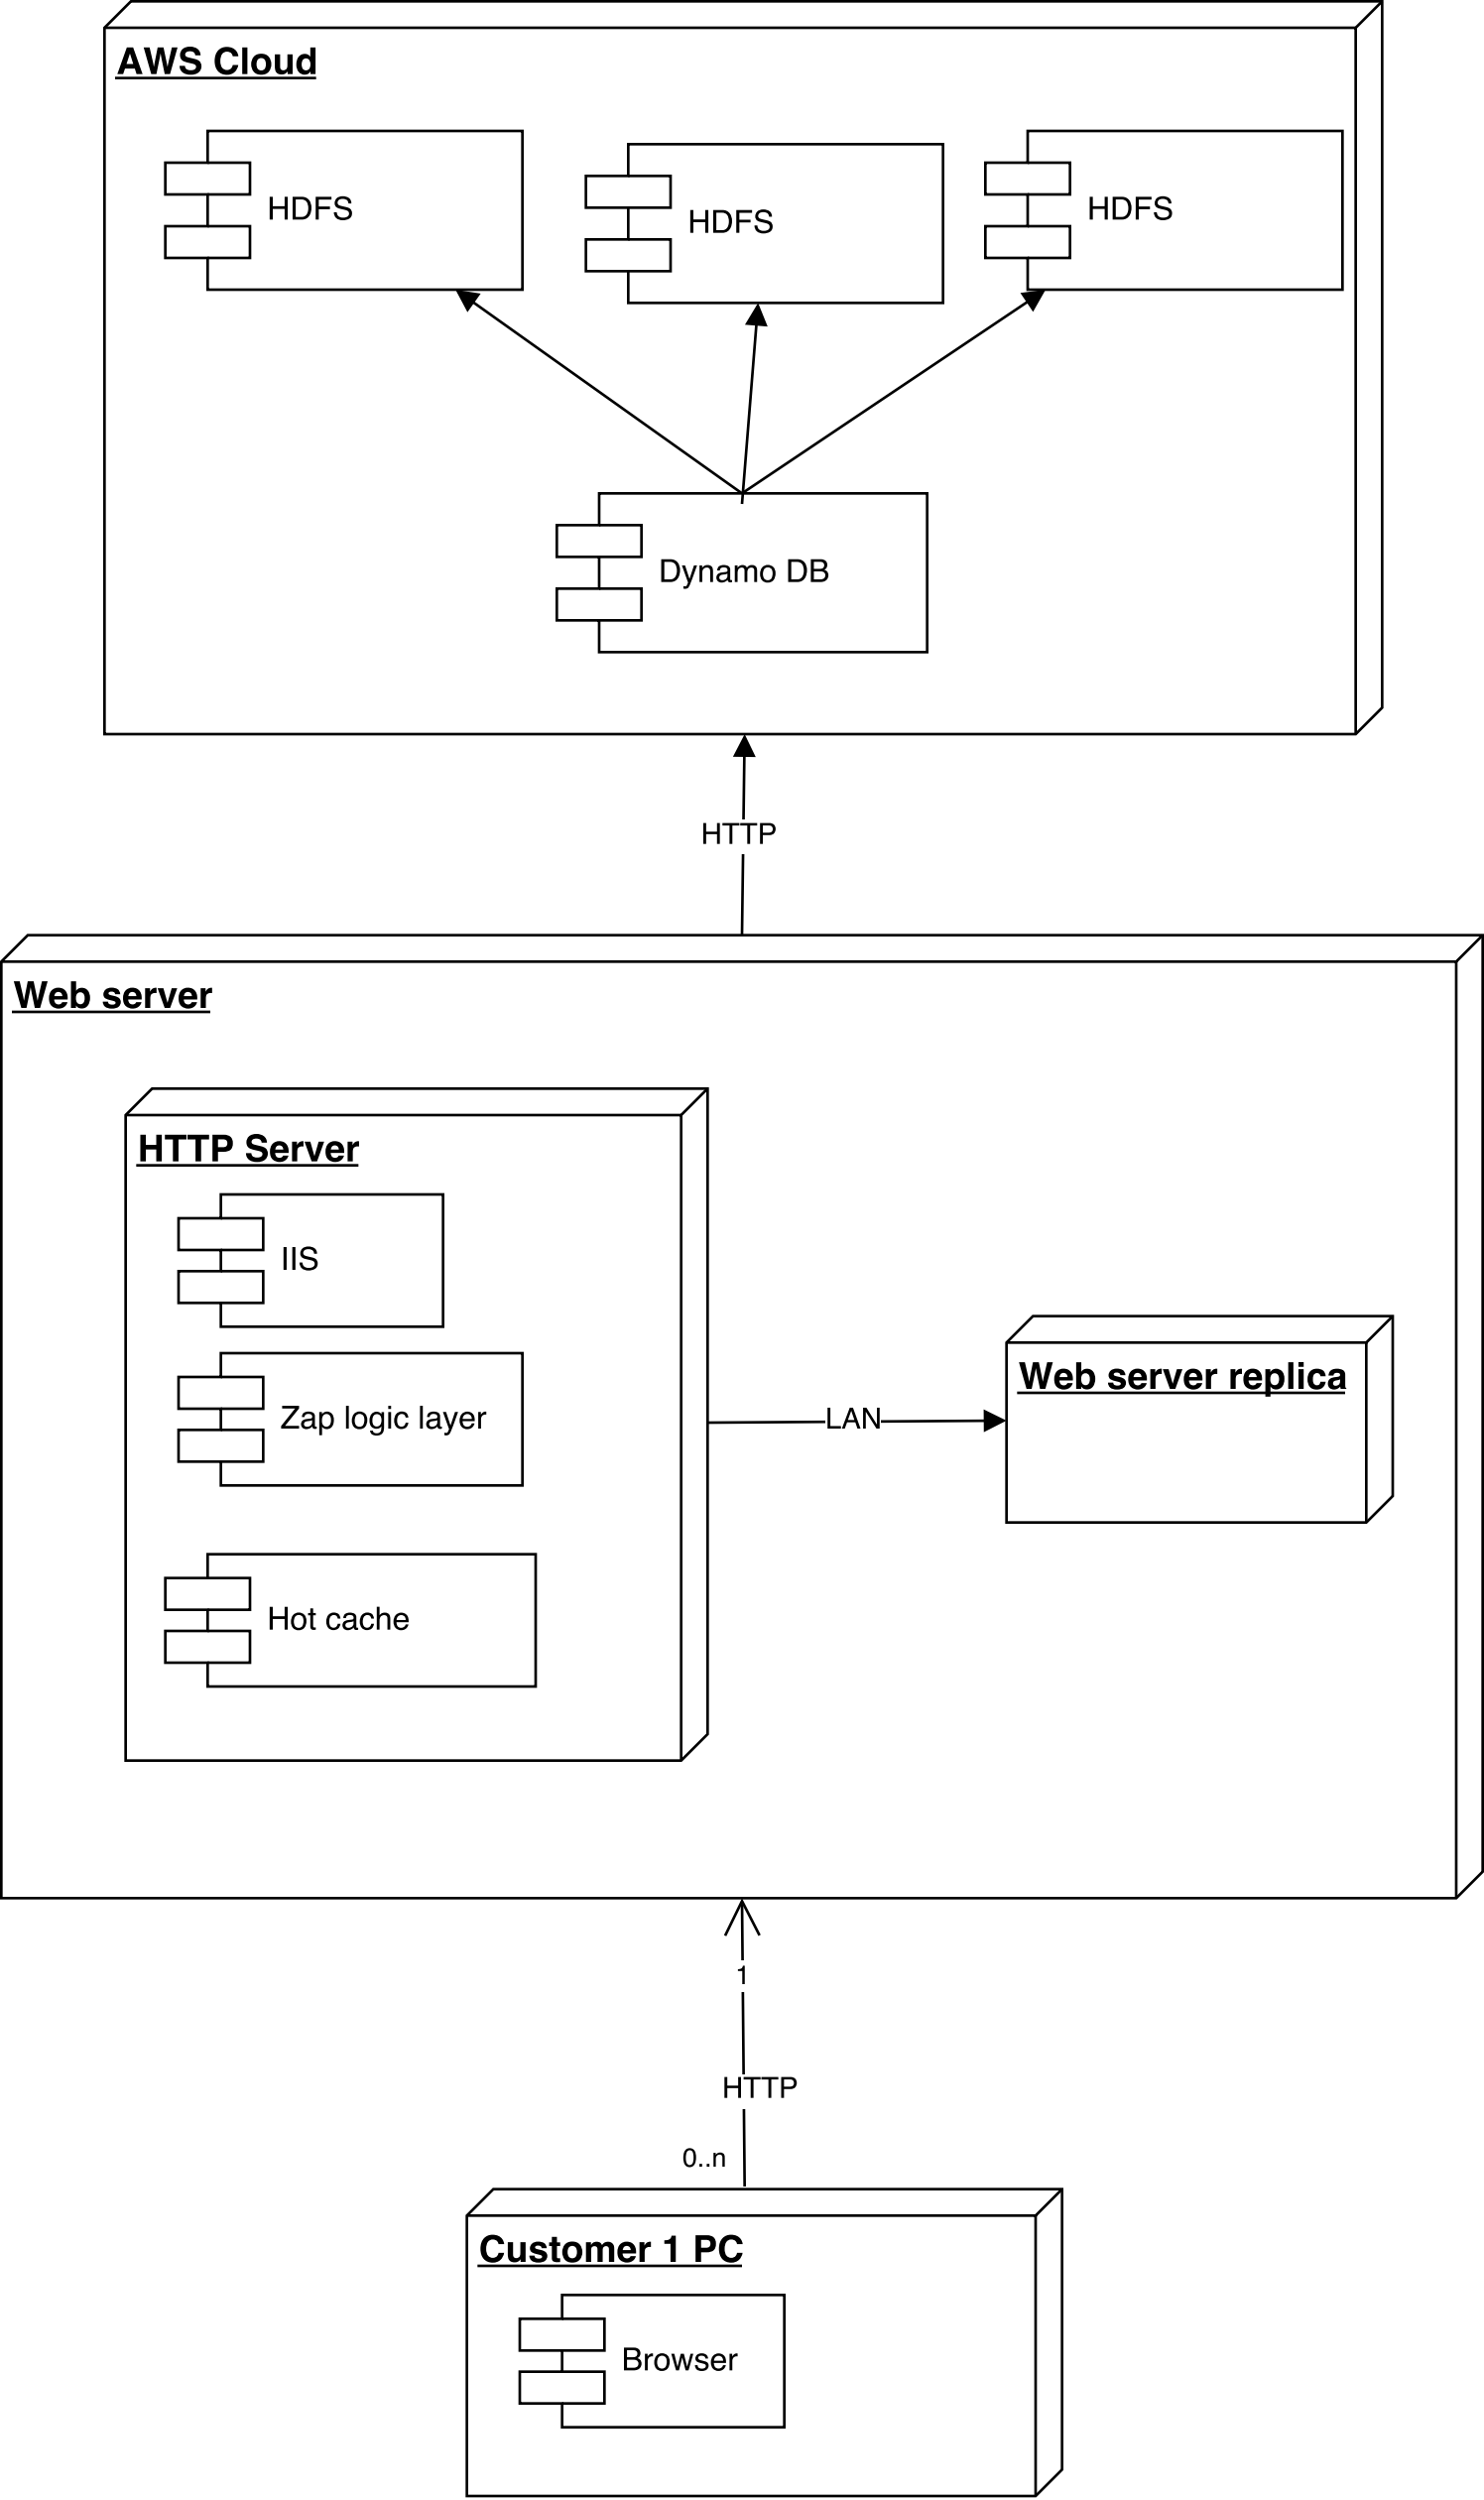 AWS Cloud
HDFS
HDFS
HDFS
Dynamo DB
HTTP
Web server
HTTP Server
IIS
Zap logic layer
Hot cache
LAN
Web server replica
1
HTTP
0..n
Customer 1 PC
Browser